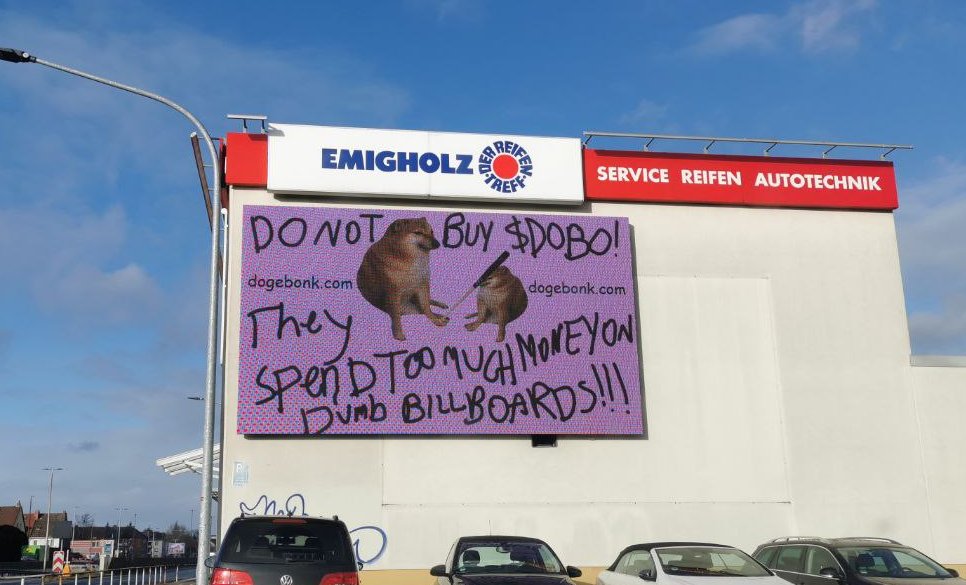 EMIGHOLZ
DER REIFEN-TREFF
SERVICE REIFEN AUTOTECHNIK
DO NOT BUY $DOBO!
dogebonk.com
dogebonk.com
They
SPEND TOO MUCH MONEY ON
DUMB BILLBOARDS!!!